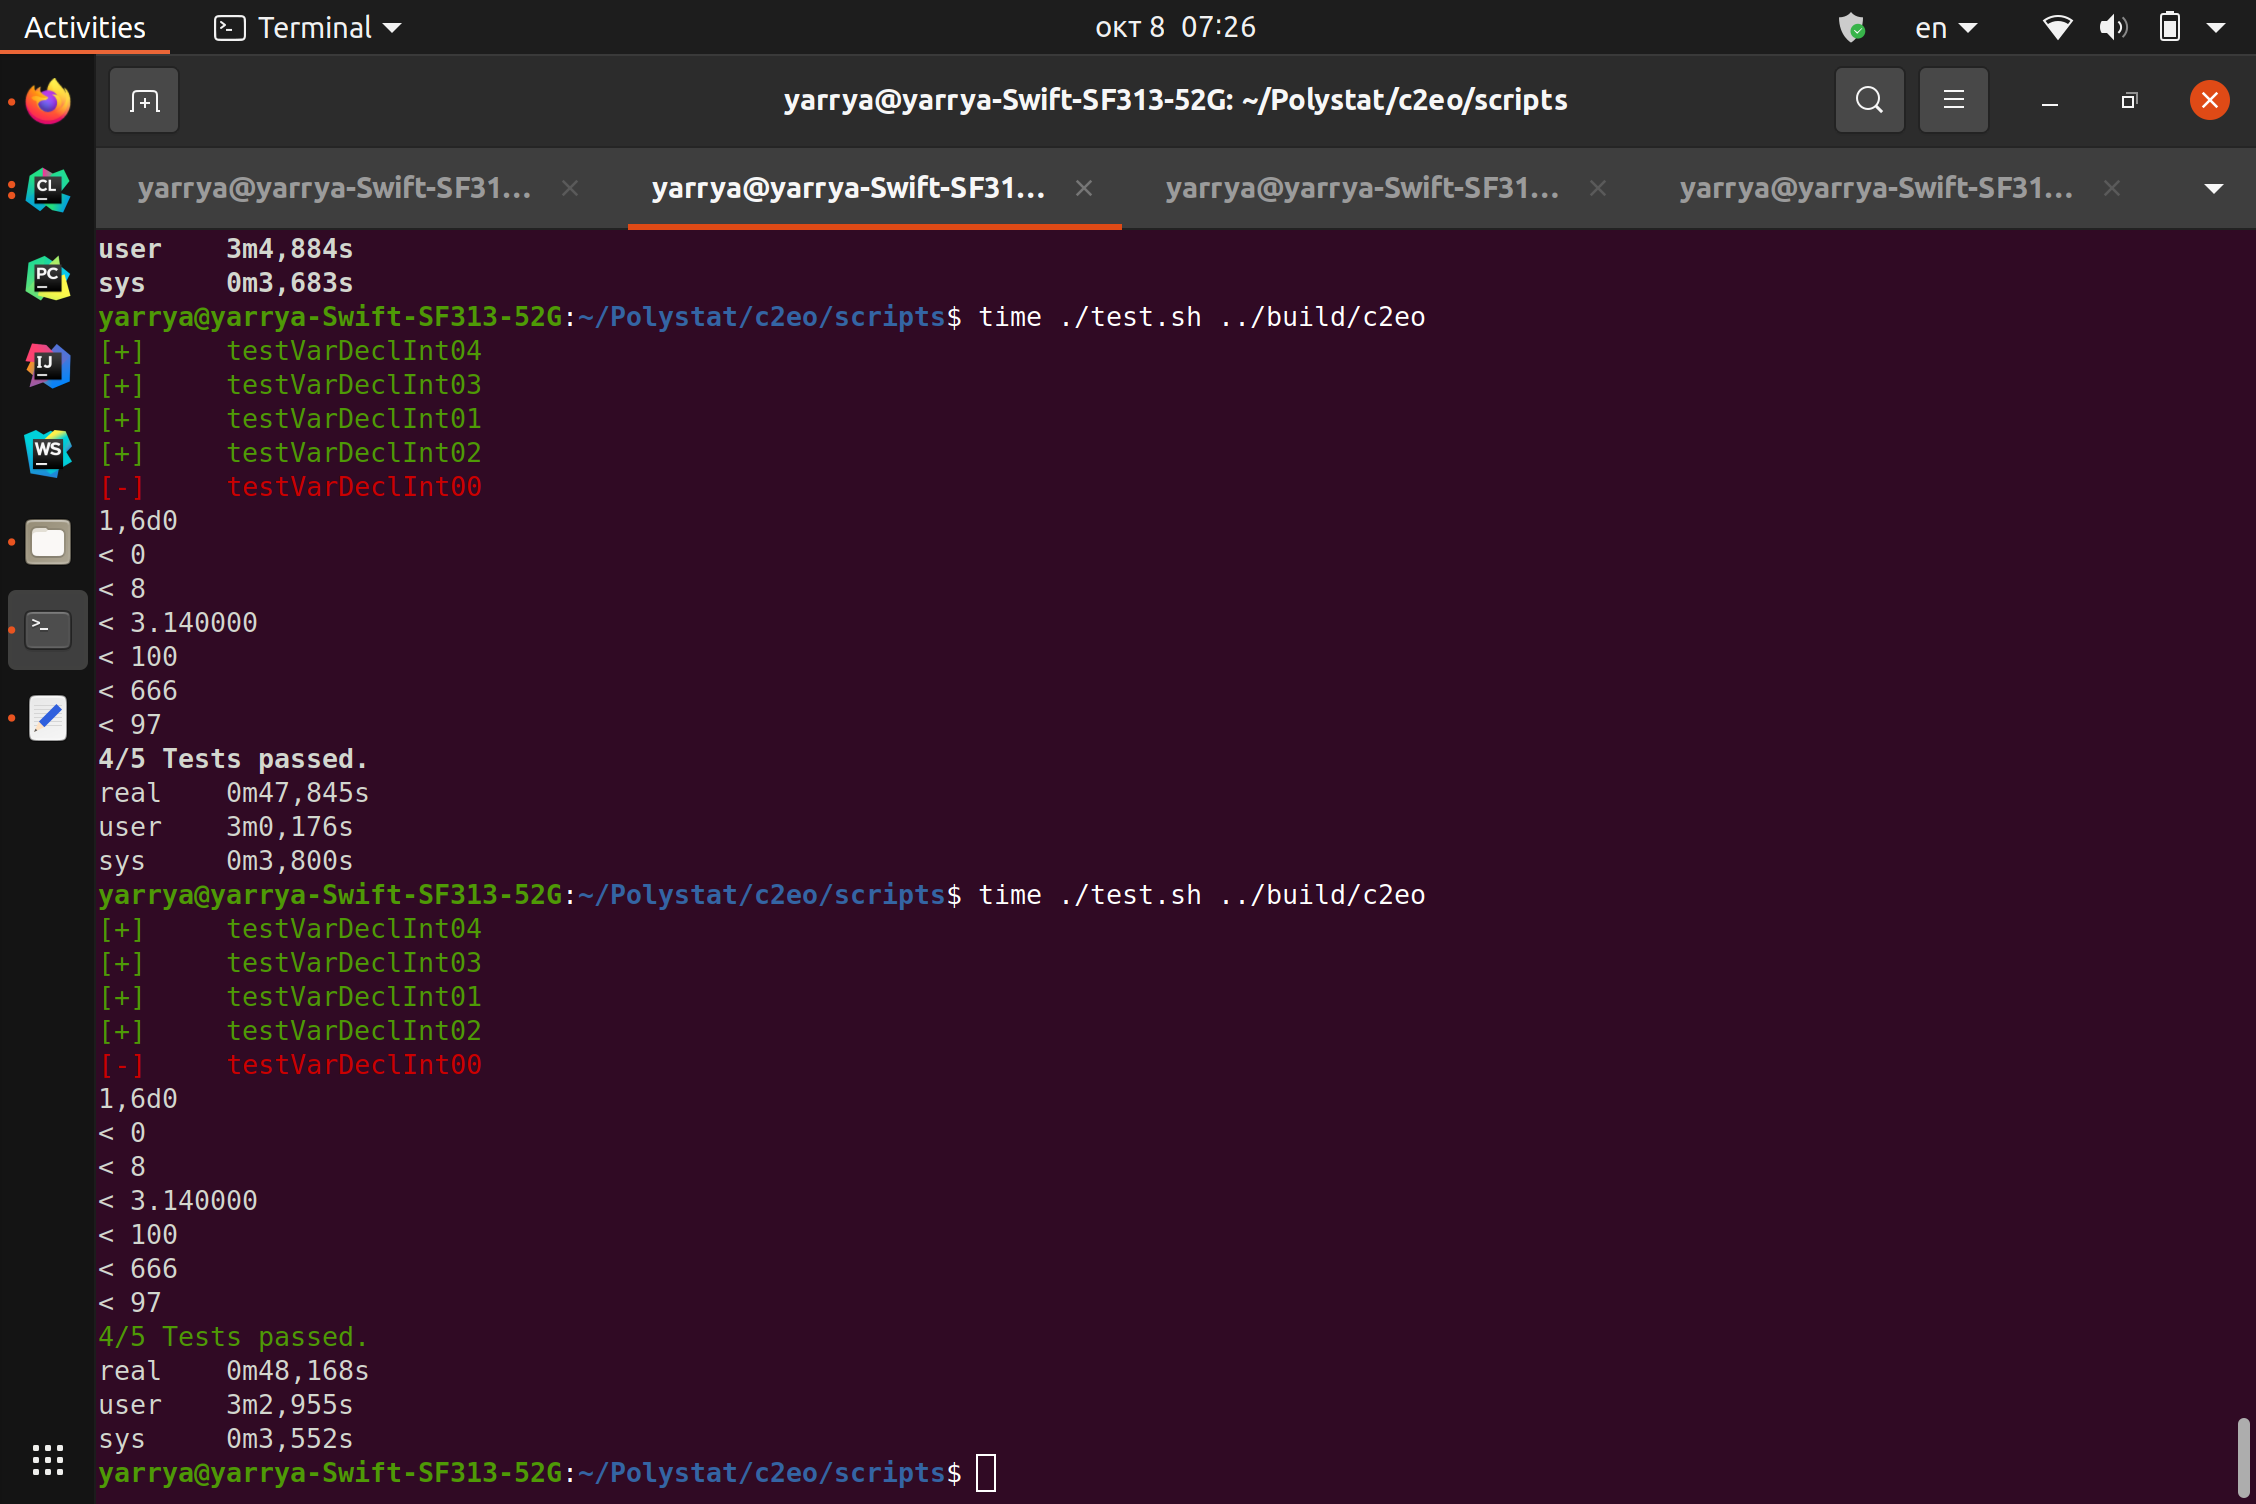 Activities Terminal окт 8 07:26 en
yarrya@yarrya-Swift-SF313-52G: ~/Polystat/c2eo/scripts
yarrya@yarrya-Swift-SF31... yarrya@yarrya-Swift-SF31... yarrya@yarrya-Swift-SF31... yarrya@yarrya-Swift-SF31...
CL
PC
IJ
WS
user 3m4,884s
sys 0m3,683s
yarrya@yarrya-Swift-SF313-52G:~/Polystat/c2eo/scripts$ time ./test.sh ../build/c2eo
[+] testVarDeclInt04
[+] testVarDeclInt03
[+] testVarDeclInt01
[+] testVarDeclInt02
[-] testVarDeclInt00
1,6d0
< 0
< 8
< 3.140000
< 100
< 666
< 97
4/5 Tests passed.
real 0m47,845s
user 3m0,176s
sys 0m3,800s
yarrya@yarrya-Swift-SF313-52G:~/Polystat/c2eo/scripts$ time ./test.sh ../build/c2eo
[+] testVarDeclInt04
[+] testVarDeclInt03
[+] testVarDeclInt01
[+] testVarDeclInt02
[-] testVarDeclInt00
1,6d0
< 0
< 8
< 3.140000
< 100
< 666
< 97
4/5 Tests passed.
real 0m48,168s
user 3m2,955s
sys 0m3,552s
yarrya@yarrya-Swift-SF313-52G:~/Polystat/c2eo/scripts$